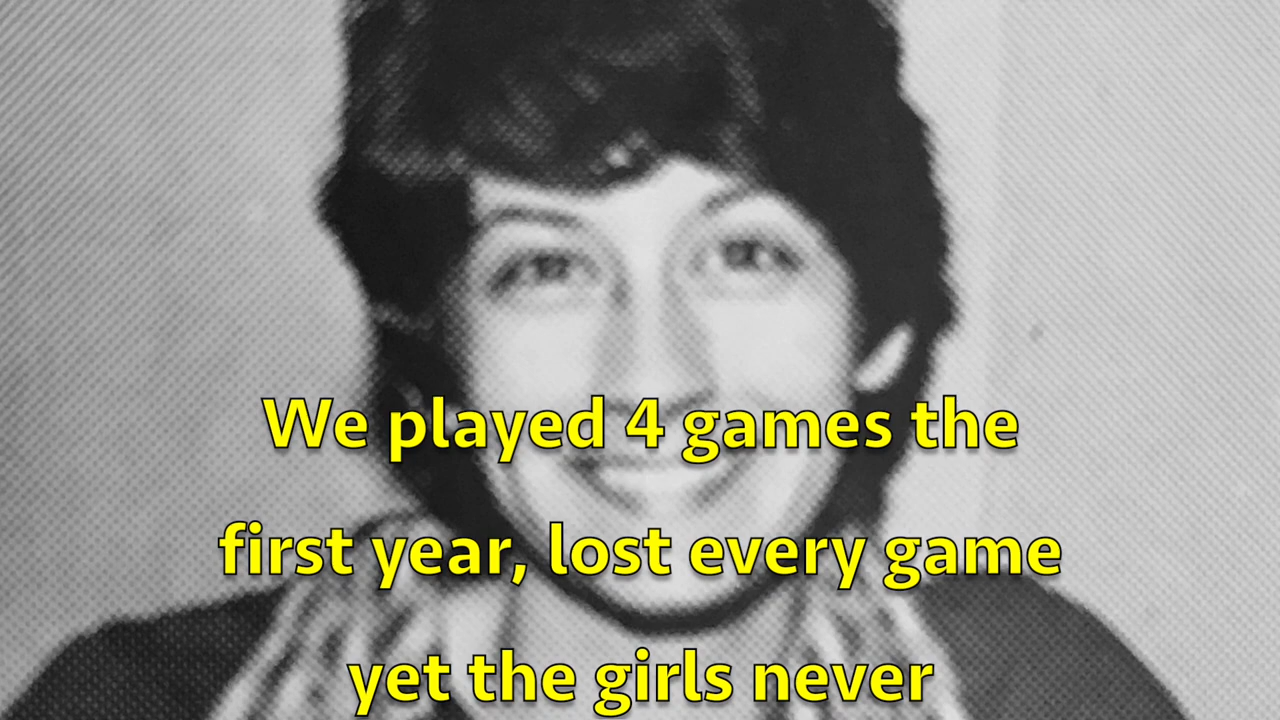 We played 4 games the
first year, lost every game
yet the girls never